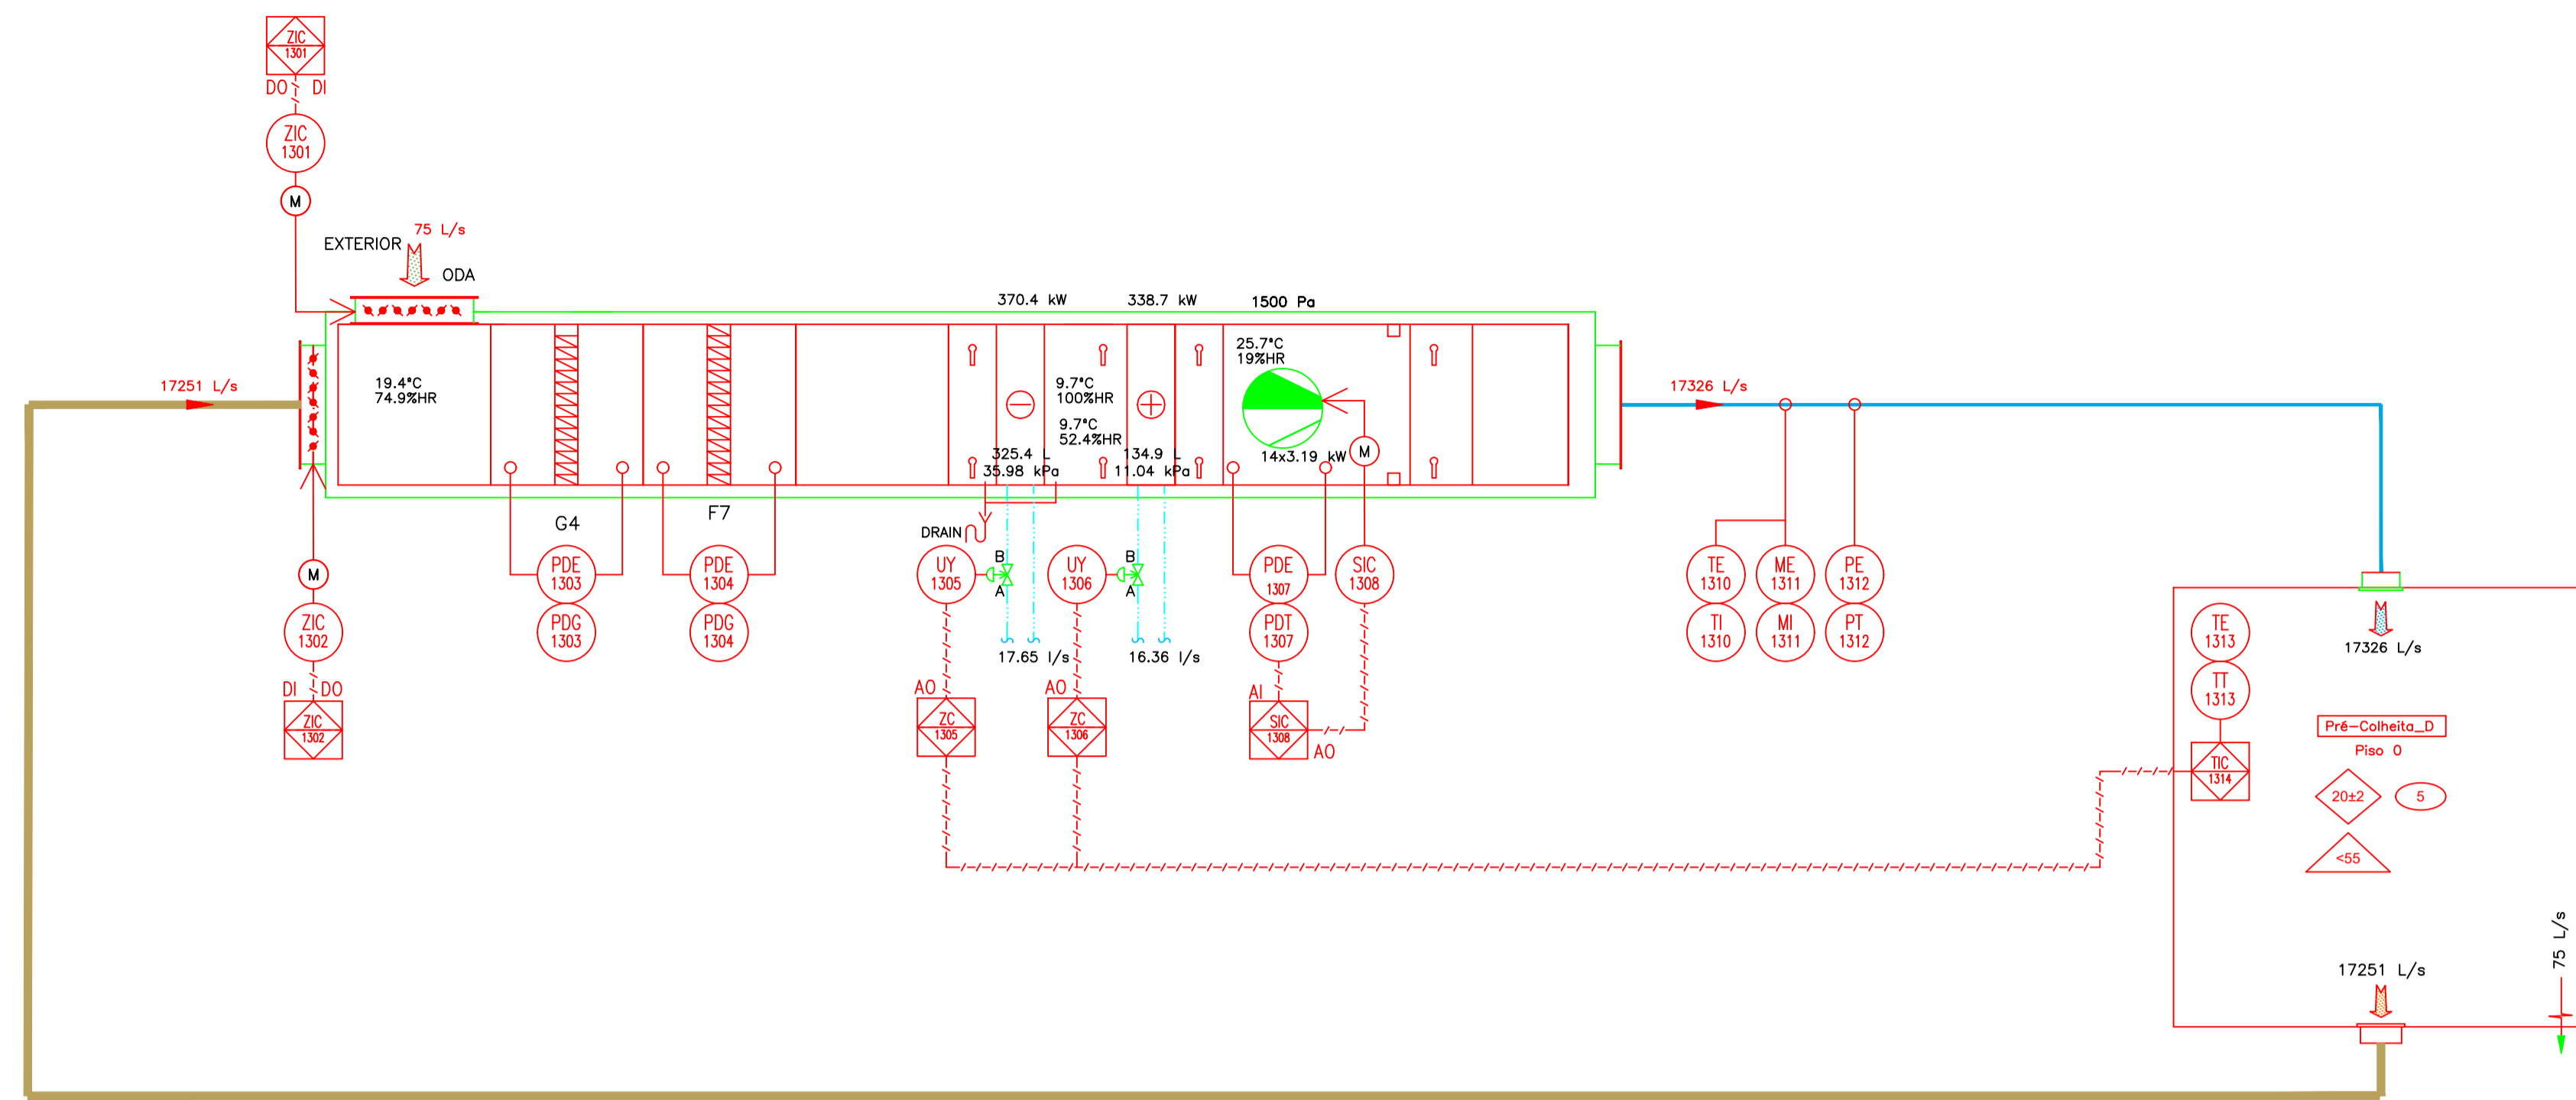 ZIC
1301
DO DI
ZIC
1301
M
75 L/s
EXTERIOR
ODA
370.4 kW
338.7 kW
1500 Pa
17251 L/s
19.4°C
74.9%HR
9.7°C
100%HR
9.7°C
52.4%HR
25.7°C
19%HR
325.4 L
35.98 kPa
134.9 L
11.04 kPa
14x3.19 kW
M
17326 L/s
G4
F7
DRAIN
B
A
B
A
M
ZIC
1302
DI DO
ZIC
1302
PDE
1303
PDG
1303
PDE
1304
PDG
1304
UY
1305
UY
1306
17.65 l/s
16.36 l/s
AO
ZC
1305
AO
ZC
1306
PDE
1307
PDT
1307
SIC
1308
AI
SIC
1308
AO
TE
1310
TI
1310
ME
1311
MI
1311
PE
1312
PT
1312
TE
1313
TT
1313
TIC
1314
17326 L/s
Pré-Colheita_D
Piso 0
20±2
5
<55
17251 L/s
75 L/s